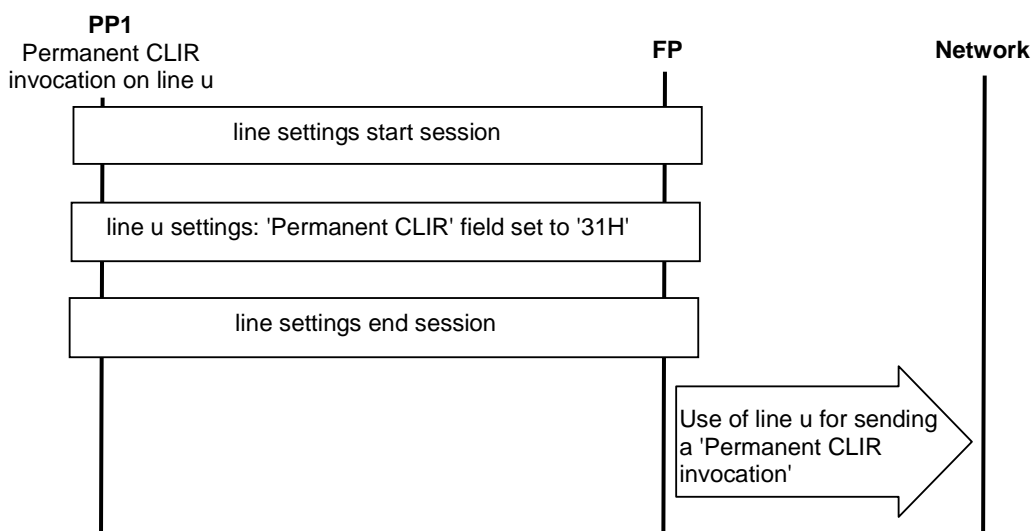 PP1
Permanent CLIR
invocation on line u
FP
Network
line settings start session
line u settings: 'Permanent CLIR' field set to '31H'
line settings end session
Use of line u for sending
a 'Permanent CLIR
invocation'